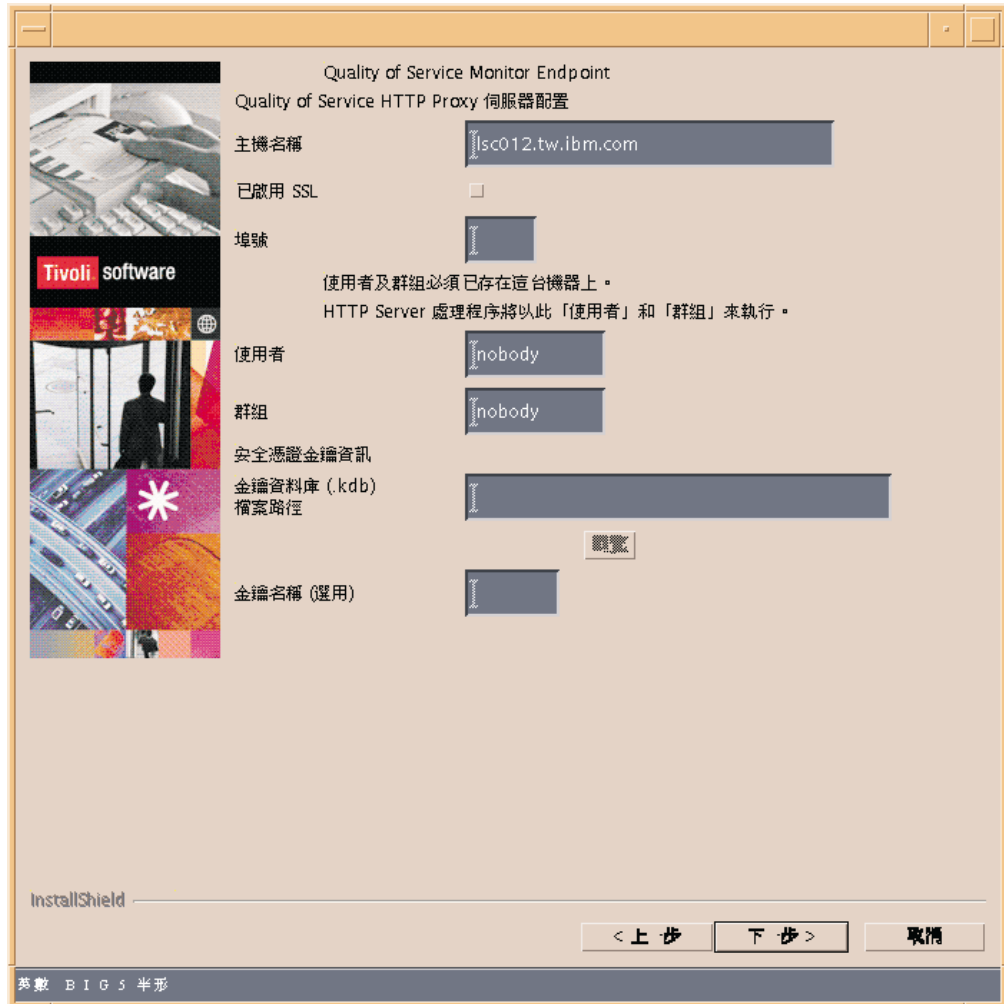 Quality of Service Monitor Endpoint
Quality of Service HTTP Proxy 伺服器配置
主機名稱
lsc012.tw.ibm.com
已啟用 SSL
埠號
Tivoli software
使用者及群組必須已存在這台機器上。
HTTP Server 處理程序將以此「使用者」和「群組」來執行。
使用者
nobody
群組
nobody
安全憑證金鑰資訊
金鑰資料庫 (.kdb)
檔案路徑
金鑰名稱 (選用)
InstallShield
<上一步
下一步>
取消
英數 BIG5 半形